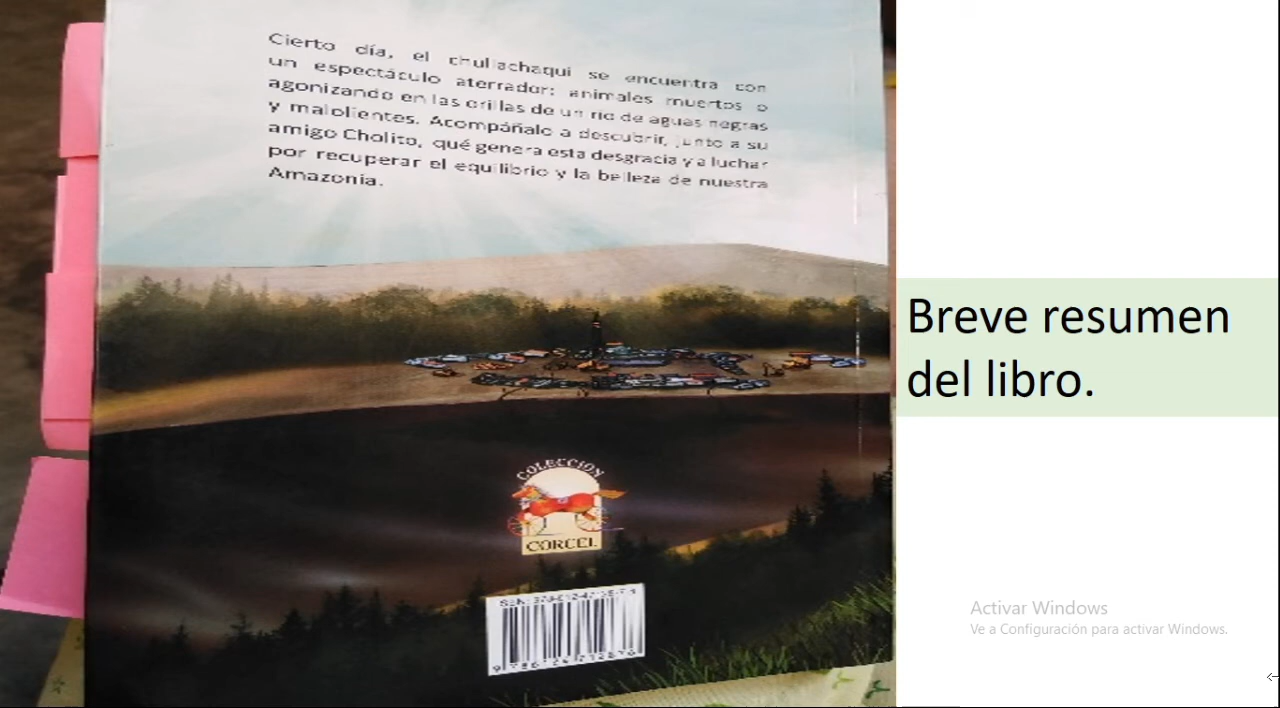 Cierto día, el chullachaqui se encuentra con
un espectáculo aterrador: animales muertos o
agonizando en las orillas de un río de aguas negras
y malolientes. Acompáñalo a descubrir, junto a su
amigo Cholito, qué genera esta desgracia y a luchar
por recuperar el equilibrio y la belleza de nuestra
Amazonía.
COLECCIÓN
CORCEL
Breve resumen
del libro.
Activar Windows
Ve a Configuración para activar Windows.